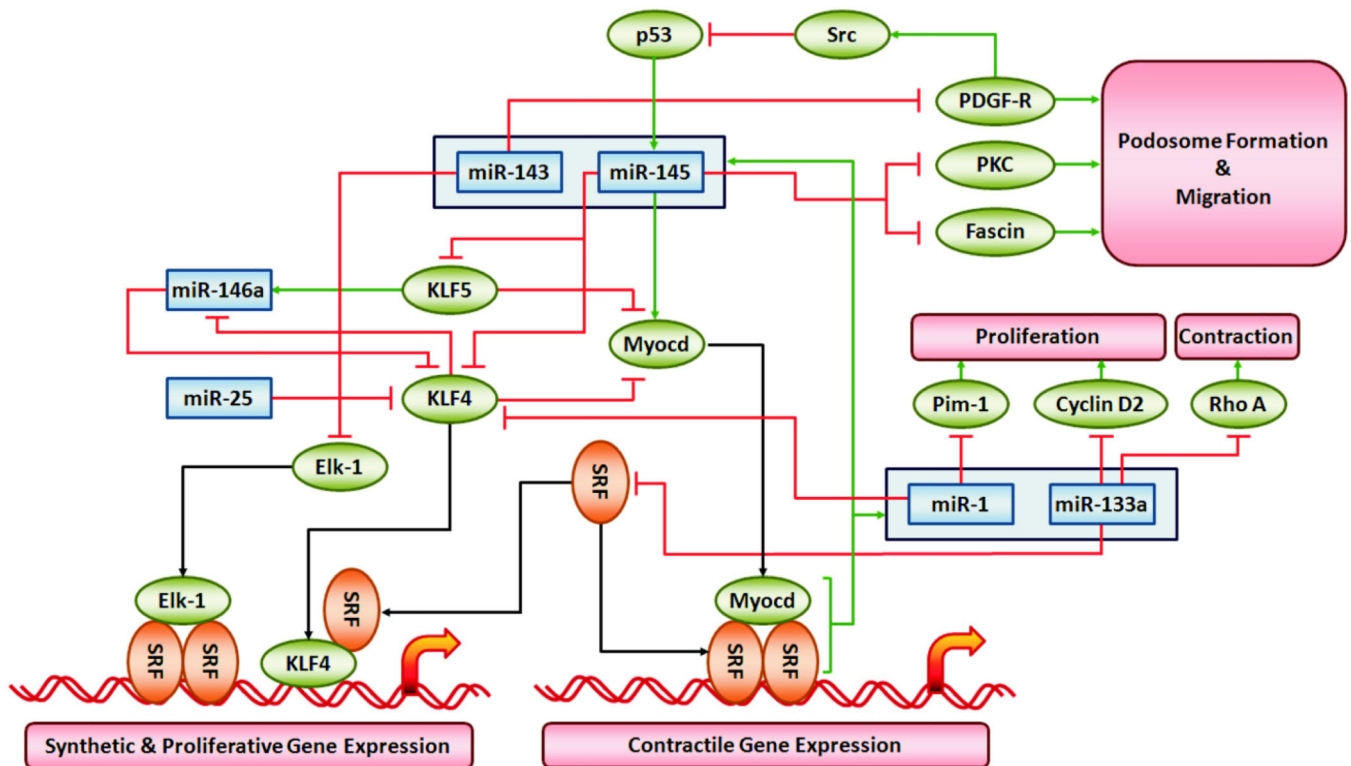 p53
Src
PDGF-R
Podosome Formation
&
Migration
miR-143
miR-145
PKC
Fascin
miR-146a
KLF5
Myocd
Proliferation
Contraction
miR-25
KLF4
Pim-1
Cyclin D2
Rho A
Elk-1
SRF
miR-1
miR-133a
Elk-1
SRF
Myocd
SRF
SRF
KLF4
SRF
SRF
Synthetic & Proliferative Gene Expression
Contractile Gene Expression